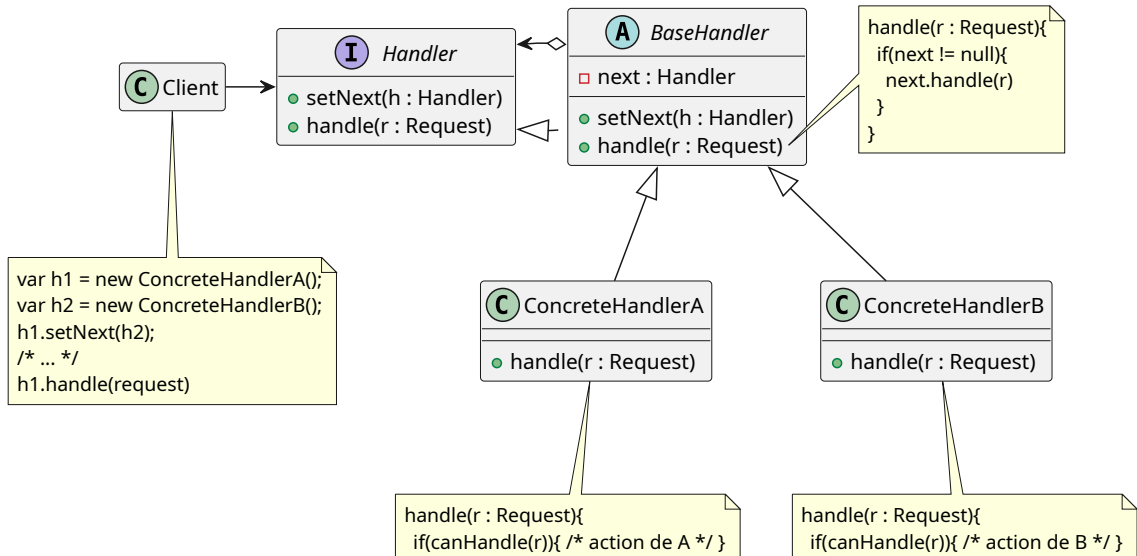 C Client
I Handler
setNext(h : Handler)
handle(r : Request)
A BaseHandler
next : Handler
setNext(h : Handler)
handle(r : Request)
handle(r : Request){
if(next != null){
next.handle(r)
}
}
var h1 = new ConcreteHandlerA();
var h2 = new ConcreteHandlerB();
h1.setNext(h2);
/* ... */
h1.handle(request)
C ConcreteHandlerA
handle(r : Request)
C ConcreteHandlerB
handle(r : Request)
handle(r : Request){
if(canHandle(r)){ /* action de A */ }
handle(r : Request){
if(canHandle(r)){ /* action de B */ }